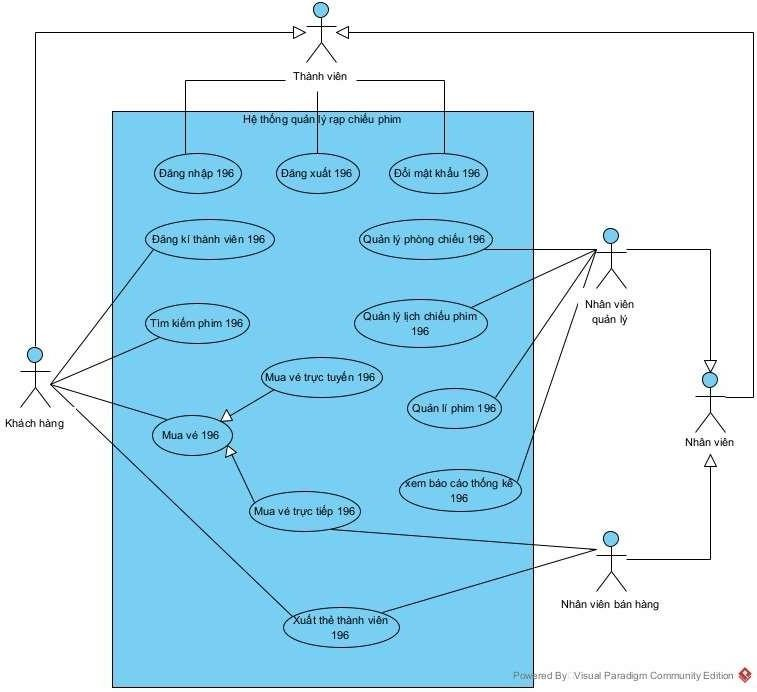 Thành viên
Hệ thống quản lý rạp chiếu phim
Đăng nhập 196
Đăng xuất 196
Đổi mật khẩu 196
Đăng kí thành viên 196
Quản lý phòng chiếu 196
Nhân viên
quản lý
Tìm kiếm phim 196
Quản lý lịch chiếu phim
196
Khách hàng
Mua vé trực tuyến 196
Quản lí phim 196
Mua vé 196
Nhân viên
xem báo cáo thống kê
196
Mua vé trực tiếp 196
Nhân viên bán hàng
Xuất thẻ thành viên
196
Powered By Visual Paradigm Community Edition